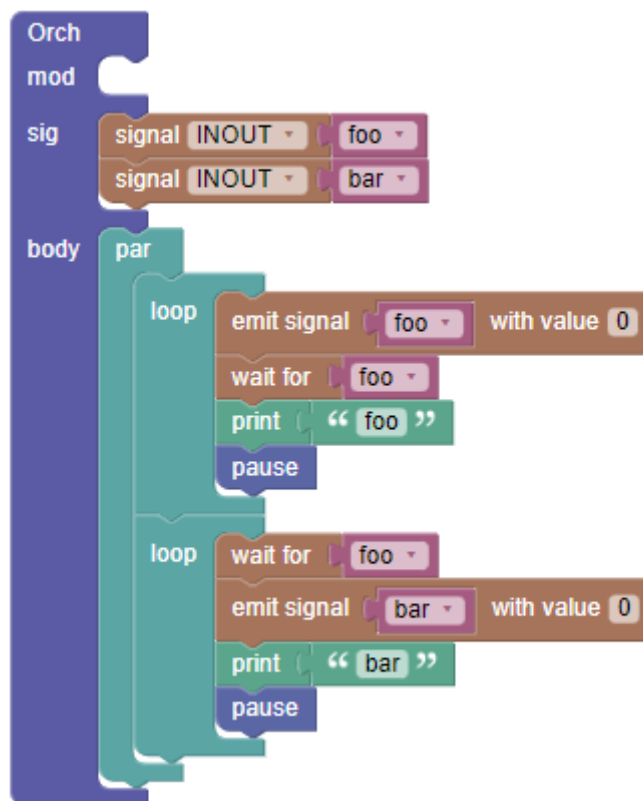 Orch
mod
sig signal INOUT foo
signal INOUT bar
body par
loop emit signal foo with value 0
wait for foo
print “ foo ”
pause
loop wait for foo
emit signal bar with value 0
print “ bar ”
pause